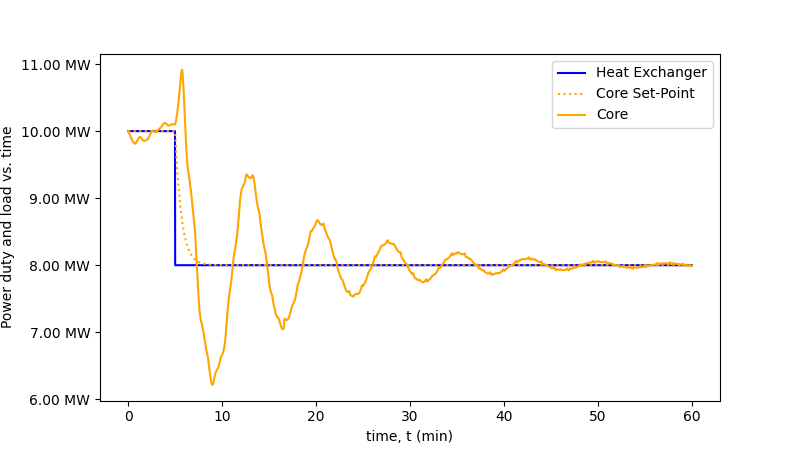 11.00 MW
10.00 MW
9.00 MW
8.00 MW
7.00 MW
6.00 MW
Power duty and load vs. time
Heat Exchanger
Core Set-Point
Core
0 10 20 30 40 50 60
time, t (min)